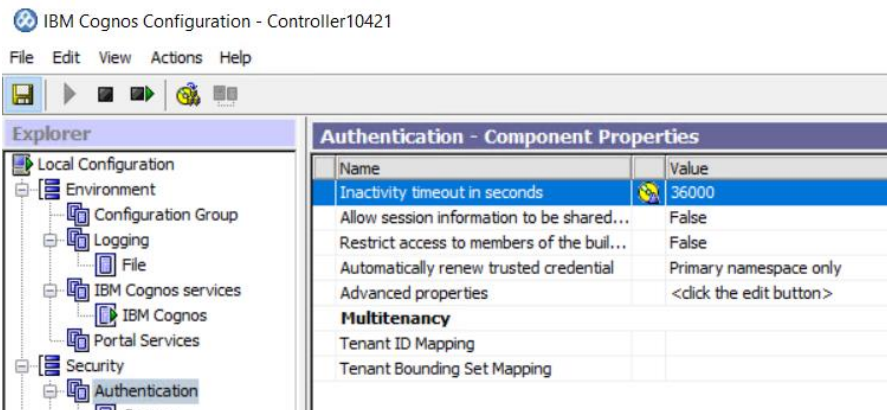 IBM Cognos Configuration - Controller10421
File Edit View Actions Help
Explorer
Local Configuration
Environment
Configuration Group
Logging
File
IBM Cognos services
IBM Cognos
Portal Services
Security
Authentication
Authentication - Component Properties
Name Value
Inactivity timeout in seconds 36000
Allow session information to be shared... False
Restrict access to members of the buil... False
Automatically renew trusted credential Primary namespace only
Advanced properties <click the edit button>
Multitenancy
Tenant ID Mapping
Tenant Bounding Set Mapping